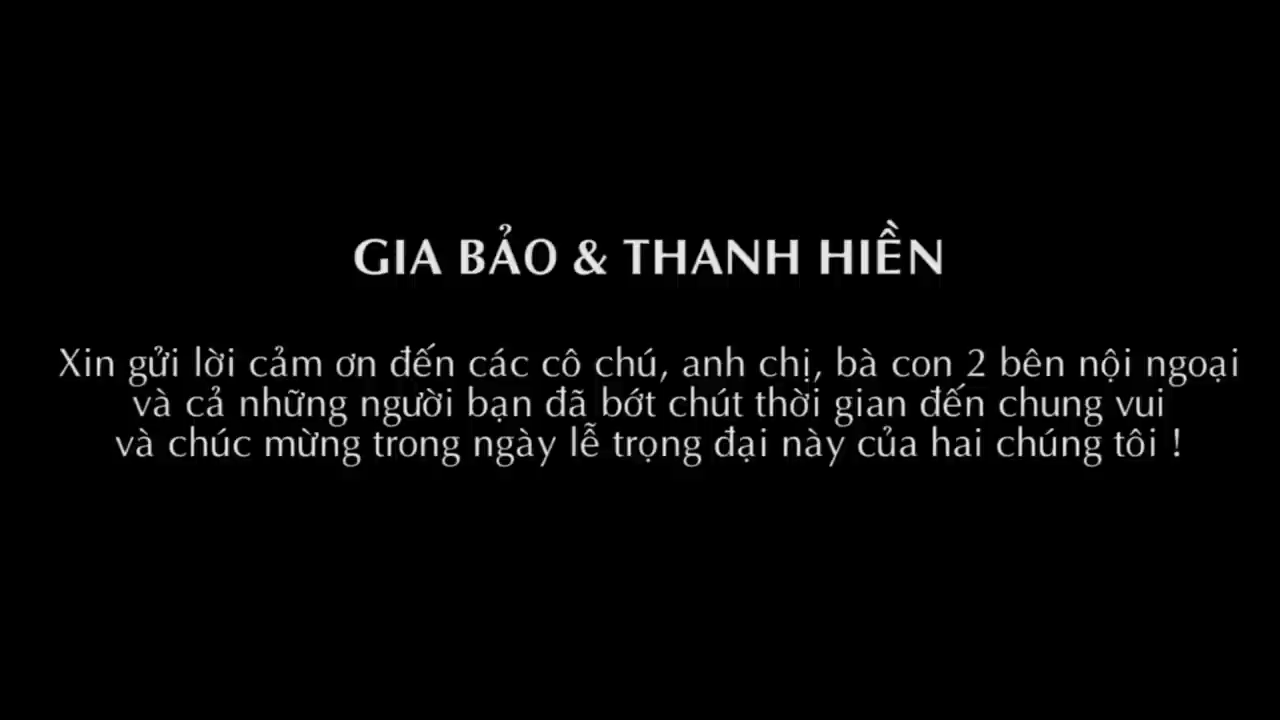 GIA BẢO & THANH HIỀN
Xin gửi lời cảm ơn đến các cô chú, anh chị, bà con 2 bên nội ngoại
và cả những người bạn đã bớt chút thời gian đến chung vui
và chúc mừng trong ngày lễ trọng đại này của hai chúng tôi !